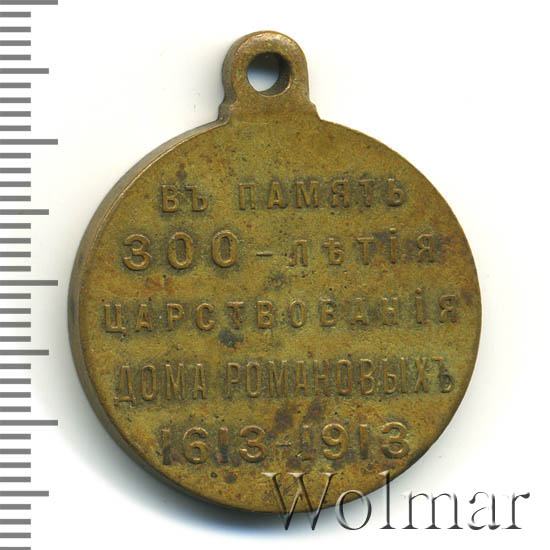 ВЪ ПАМЯТЬ
300-ЛѢТІЯ
ЦАРСТВОВАНІЯ
ДОМА РОМАНОВЫХЪ
1613-1913
Wolmar